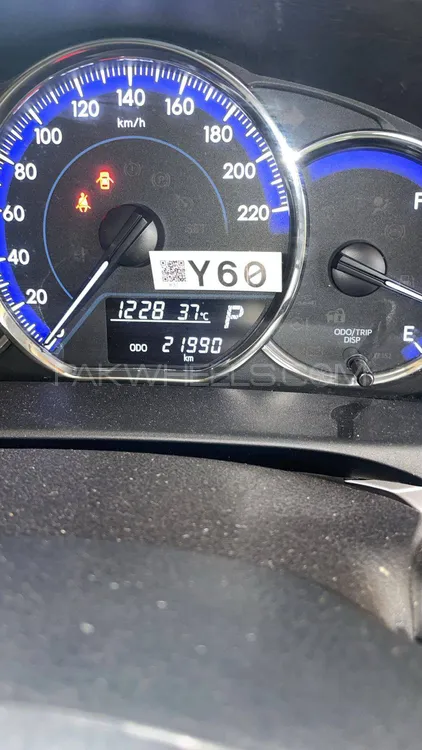 140
120
160
100
km/h
180
80
200
60
220
40
20
Y60
1228 37°C P
ODO 21990
km
F
E
ODO/TRIP
DISP
PAKWHEELS.COM